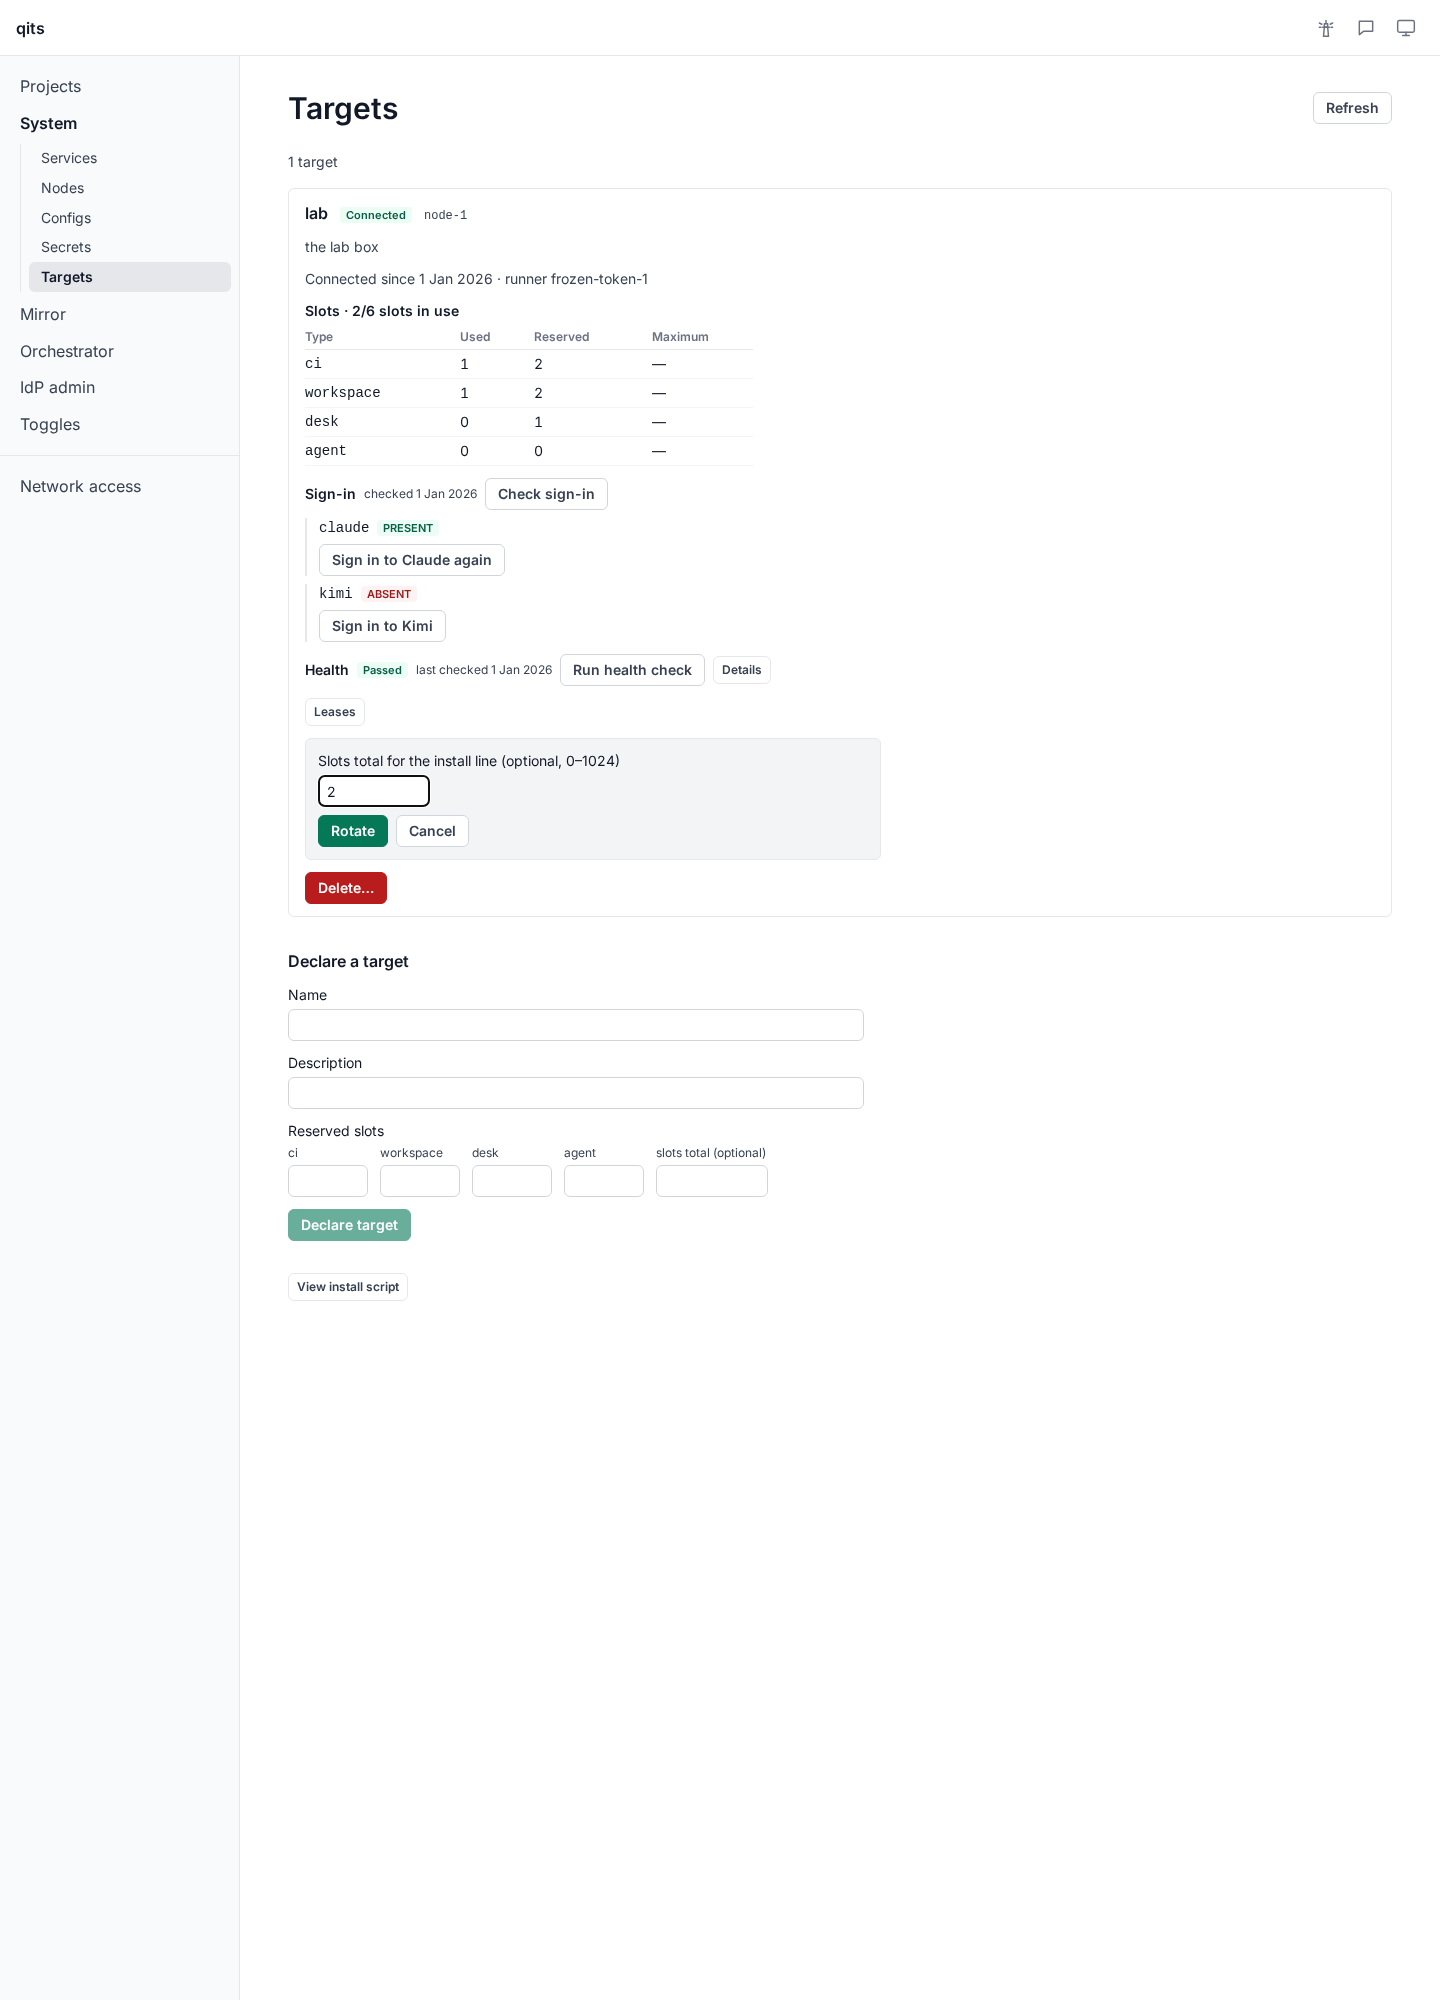 qits
Projects
System
Services
Nodes
Configs
Secrets
Targets
Mirror
Orchestrator
IdP admin
Toggles
Network access
Targets
Refresh
1 target
lab Connected node-1
the lab box
Connected since 1 Jan 2026 · runner frozen-token-1
Slots · 2/6 slots in use
Type Used Reserved Maximum
ci 1 2 —
workspace 1 2 —
desk 0 1 —
agent 0 0 —
Sign-in checked 1 Jan 2026 Check sign-in
claude PRESENT
Sign in to Claude again
kimi ABSENT
Sign in to Kimi
Health Passed last checked 1 Jan 2026 Run health check Details
Leases
Slots total for the install line (optional, 0–1024)
2
Rotate Cancel
Delete...
Declare a target
Name
Description
Reserved slots
ci workspace desk agent slots total (optional)
Declare target
View install script